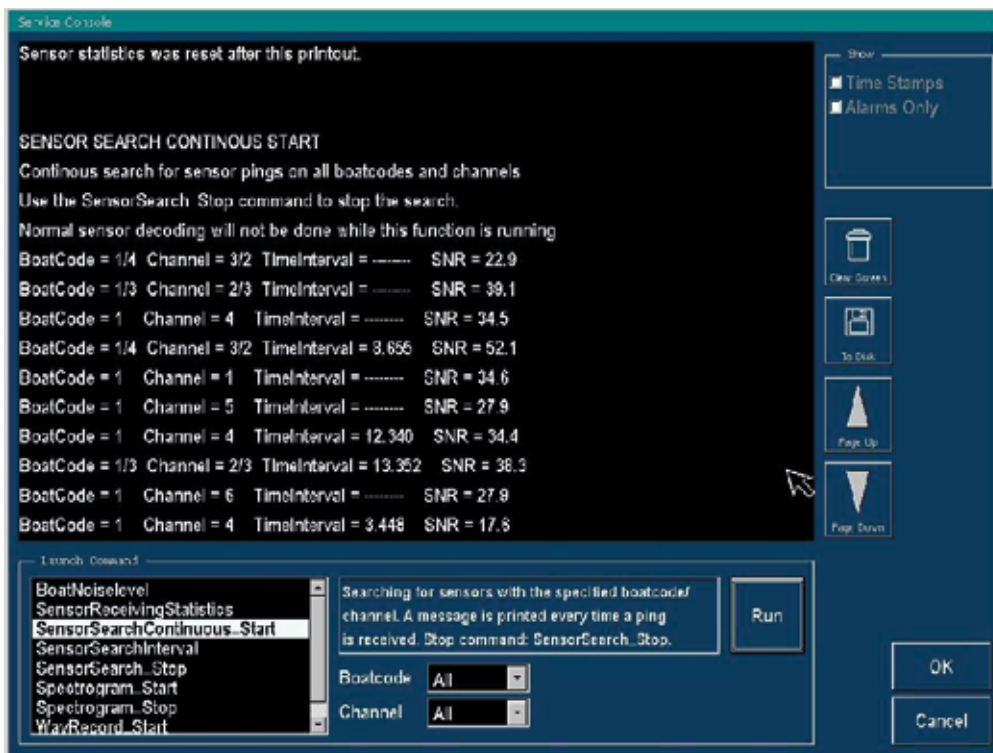 Service Console
Sensor statistics was reset after this printout.
SENSOR SEARCH CONTINOUS START
Continous search for sensor pings on all boatcodes and channels
Use the SensorSearch_Stop command to stop the search.
Normal sensor decoding will not be done while this function is running
BoatCode = 1/4 Channel = 3/2 TimeInterval = -------- SNR = 22.9
BoatCode = 1/3 Channel = 2/3 TimeInterval = -------- SNR = 39.1
BoatCode = 1 Channel = 4 TimeInterval = -------- SNR = 34.5
BoatCode = 1/4 Channel = 3/2 TimeInterval = 8.655 SNR = 52.1
BoatCode = 1 Channel = 1 TimeInterval = -------- SNR = 34.6
BoatCode = 1 Channel = 5 TimeInterval = -------- SNR = 27.9
BoatCode = 1 Channel = 4 TimeInterval = 12.340 SNR = 34.4
BoatCode = 1/3 Channel = 2/3 TimeInterval = 13.352 SNR = 38.3
BoatCode = 1 Channel = 6 TimeInterval = -------- SNR = 27.9
BoatCode = 1 Channel = 4 TimeInterval = 3.448 SNR = 17.6
Show
Time Stamps
Alarms Only
Clear Screen
To Disk
Page Up
Page Down
Launch Command
BoatNoiselevel
SensorReceivingStatistics
SensorSearchContinuous_Start
SensorSearchInterval
SensorSearch_Stop
Spectrogram_Start
Spectrogram_Stop
WavRecord_Start
Searching for sensors with the specified boatcode/
channel. A message is printed every time a ping
is received. Stop command: SensorSearch_Stop.
Run
Boatcode All
Channel All
OK
Cancel